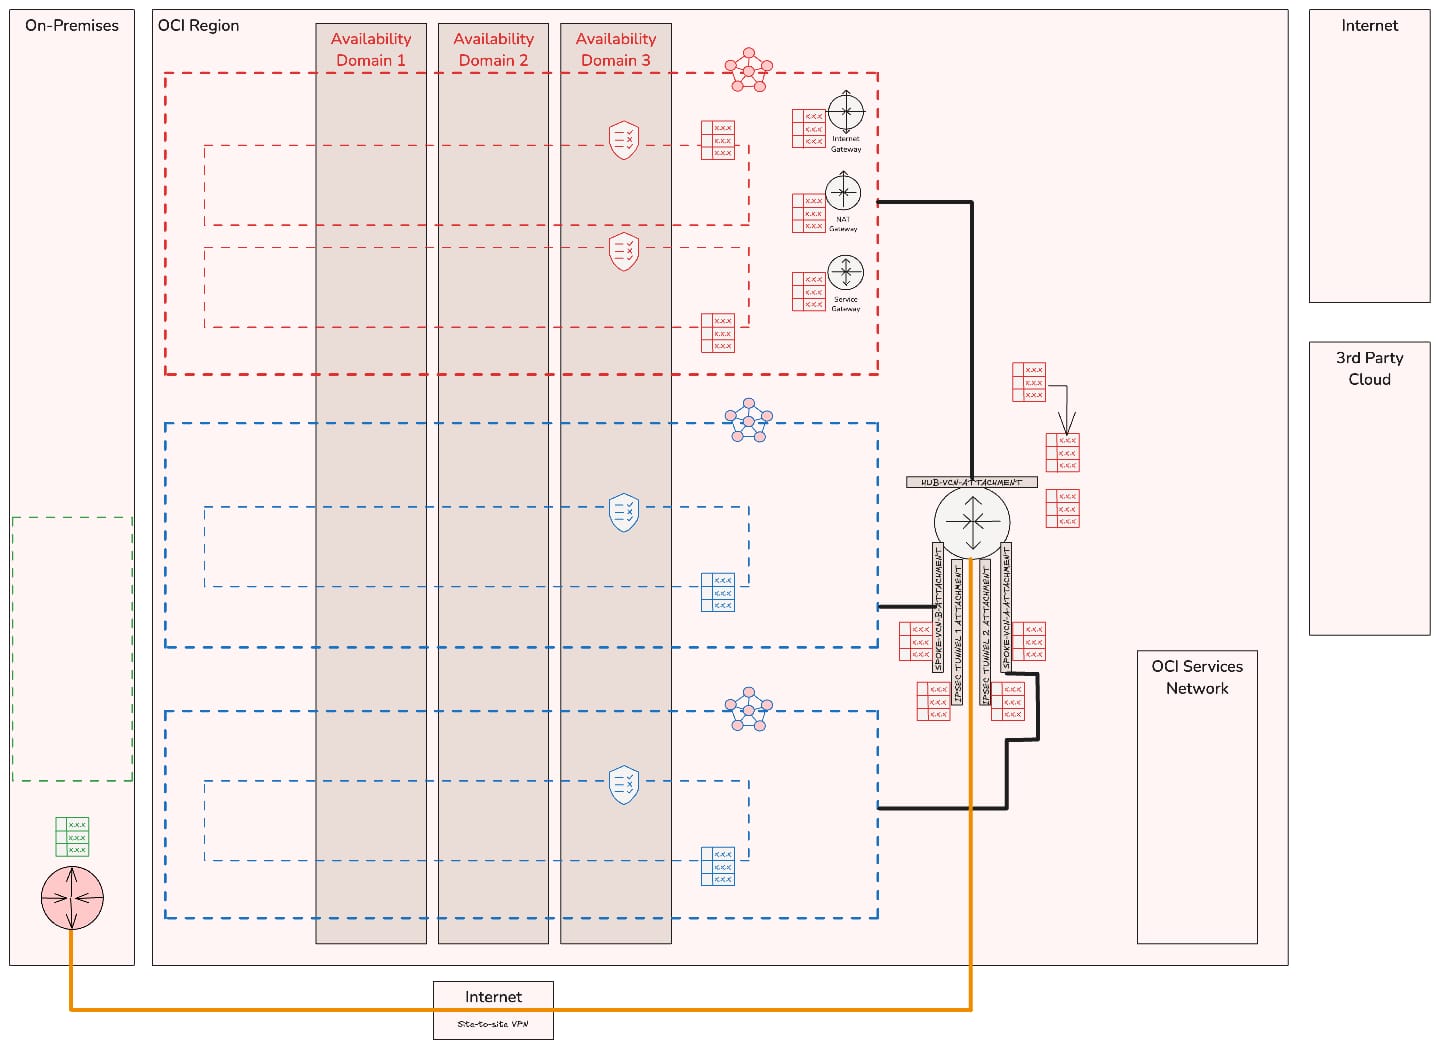 On-Premises
OCI Region
Internet
Availability
Domain 1
Availability
Domain 2
Availability
Domain 3
x.x.x
x.x.x
x.x.x
x.x.x
x.x.x
x.x.x
Internet
Gateway
x.x.x
x.x.x
x.x.x
NAT
Gateway
x.x.x
x.x.x
x.x.x
Service
Gateway
x.x.x
x.x.x
x.x.x
3rd Party
Cloud
x.x.x
x.x.x
x.x.x
x.x.x
x.x.x
x.x.x
HUB-VCN-ATTACHMENT
x.x.x
x.x.x
x.x.x
SPOKE-VCN-B-ATTACHMENT
IPSEC TUNNEL 1 ATTACHMENT
IPSEC TUNNEL 2 ATTACHMENT
SPOKE-VCN-A-ATTACHMENT
x.x.x
x.x.x
x.x.x
x.x.x
x.x.x
x.x.x
x.x.x
x.x.x
x.x.x
OCI Services
Network
x.x.x
x.x.x
x.x.x
x.x.x
x.x.x
x.x.x
x.x.x
x.x.x
x.x.x
x.x.x
x.x.x
x.x.x
Internet
Site-to-site VPN